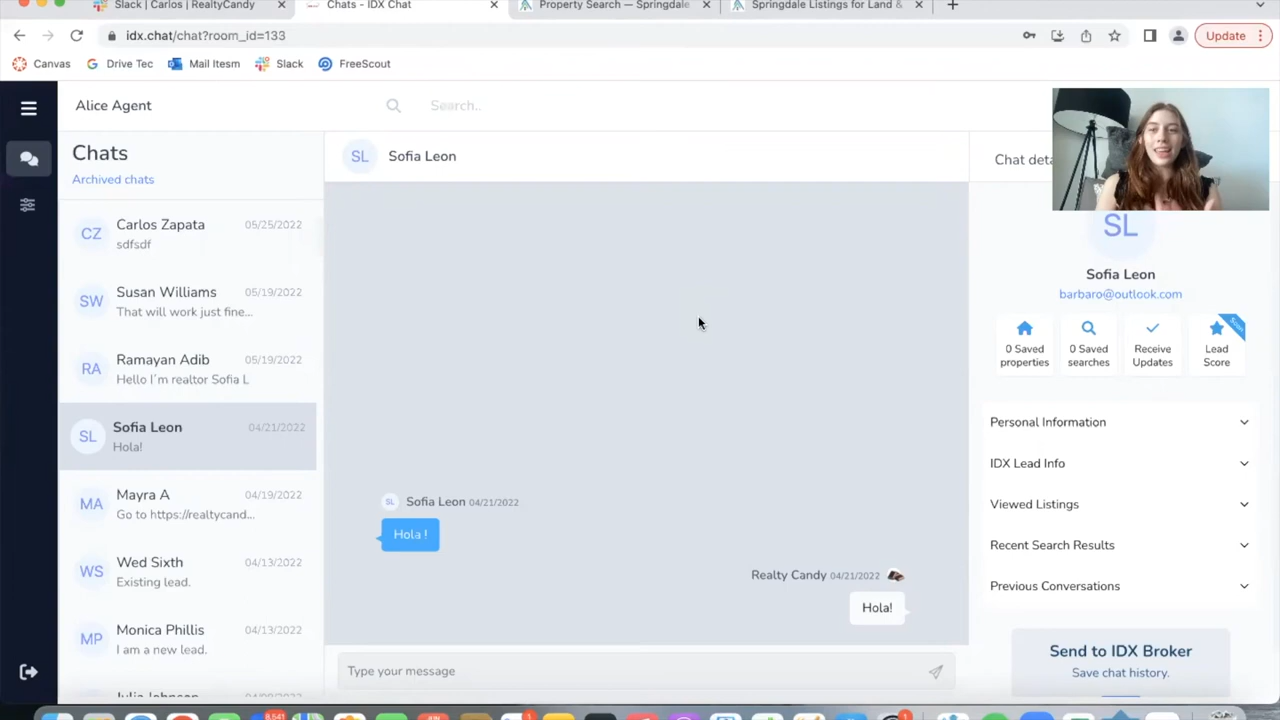 Slack | Carlos | RealtyCandy
Chats - IDX Chat
Property Search — Springdale
Springdale Listings for Land &
idx.chat/chat?room_id=133
Update
Canvas
Drive Tec
Mail Itesm
Slack
FreeScout
Alice Agent
Search..
Chats
Archived chats
Carlos Zapata 05/25/2022
CZ
sdfsdf
Susan Williams 05/19/2022
SW
That will work just fine...
Ramayan Adib 05/19/2022
RA
Hello I´m realtor Sofia L
Sofia Leon 04/21/2022
SL
Hola!
Mayra A 04/19/2022
MA
Go to https://realtycand...
Wed Sixth 04/13/2022
WS
Existing lead.
Monica Phillis 04/13/2022
MP
I am a new lead.
SL Sofia Leon
SL Sofia Leon 04/21/2022
Hola !
Realty Candy 04/21/2022
Hola!
Type your message
Chat deta
SL
Sofia Leon
barbaro@outlook.com
0 Saved properties
0 Saved searches
Receive Updates
Lead Score
Soon
Personal Information
IDX Lead Info
Viewed Listings
Recent Search Results
Previous Conversations
Send to IDX Broker
Save chat history.
8,541